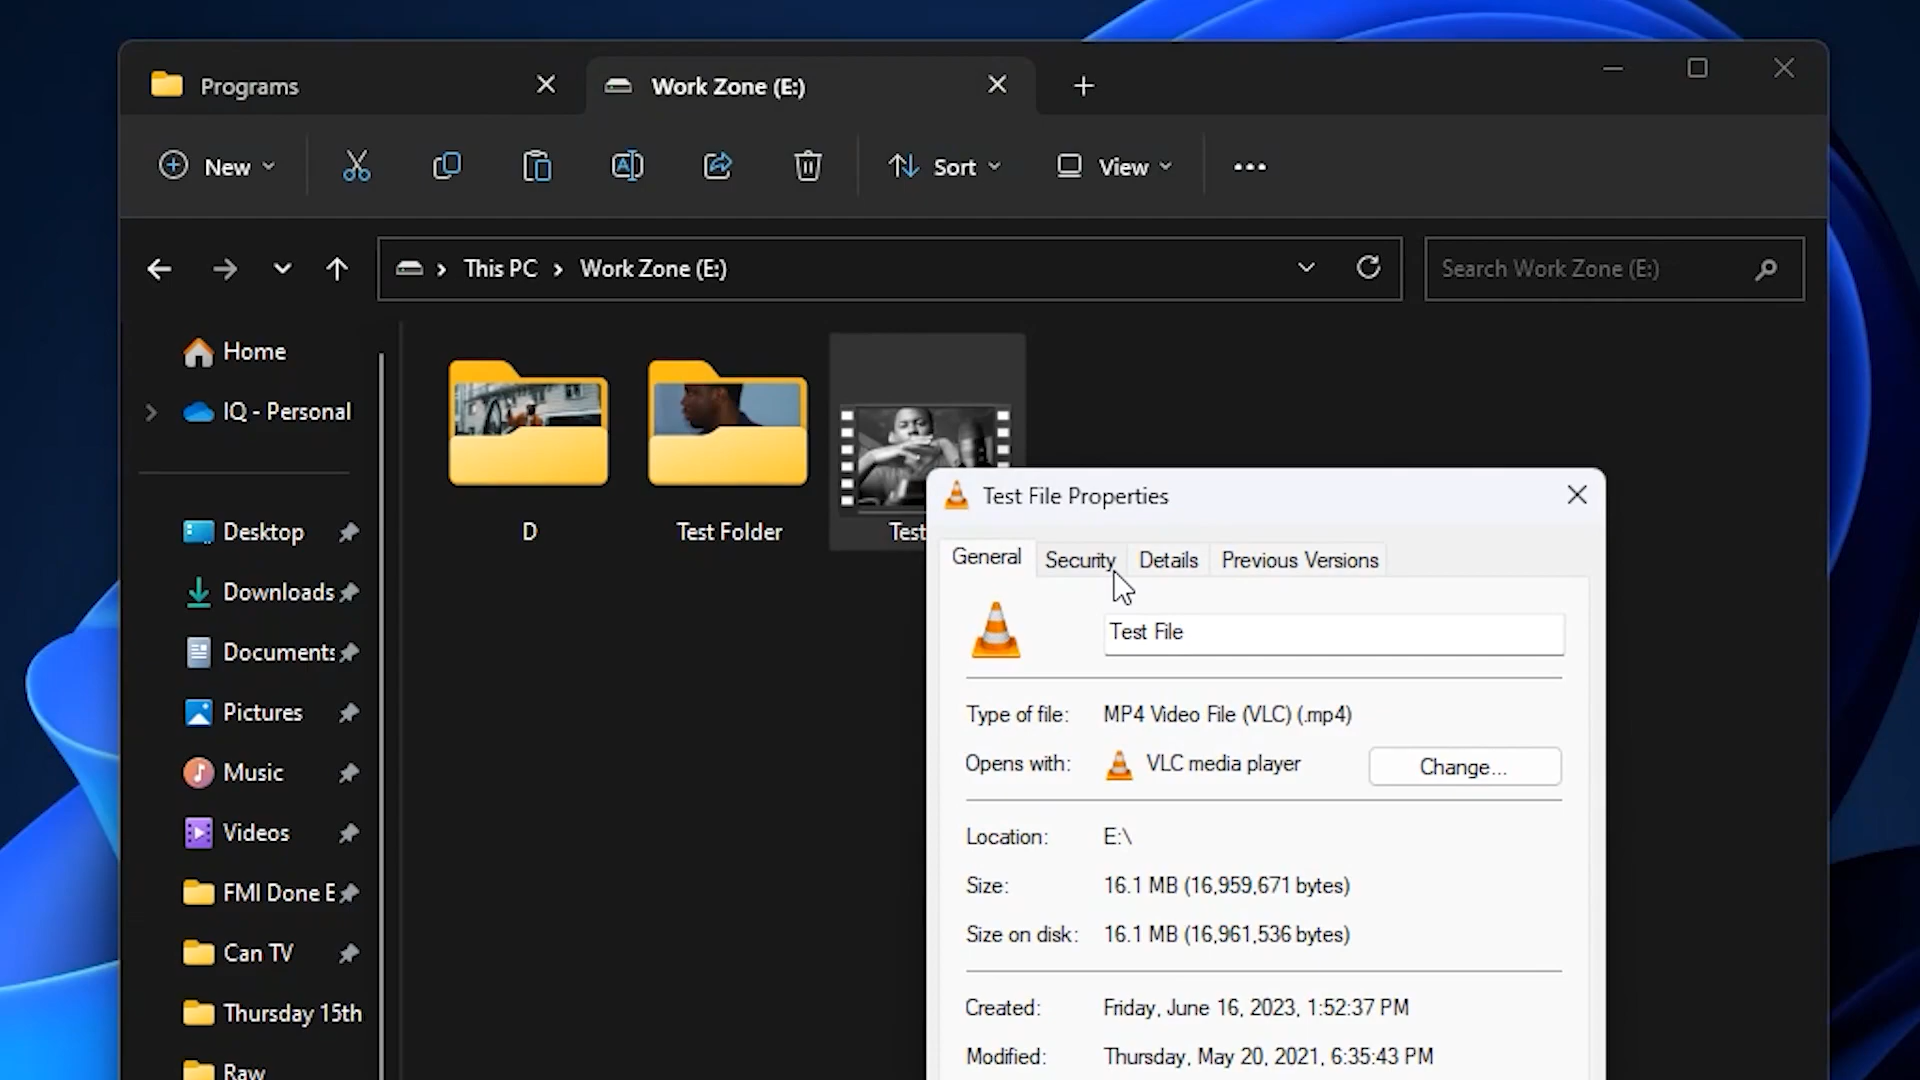 Programs
Work Zone (E:)
New
Sort
View
This PC
Work Zone (E:)
Search Work Zone (E:)
Home
IQ - Personal
Desktop
Downloads
Documents
Pictures
Music
Videos
FMI Done E
Can TV
Thursday 15th
Raw
D
Test Folder
Test
Test File Properties
General
Security
Details
Previous Versions
Test File
Type of file: MP4 Video File (VLC) (.mp4)
Opens with: VLC media player
Change...
Location: E:\
Size: 16.1 MB (16,959,671 bytes)
Size on disk: 16.1 MB (16,961,536 bytes)
Created: Friday, June 16, 2023, 1:52:37 PM
Modified: Thursday, May 20, 2021, 6:35:43 PM